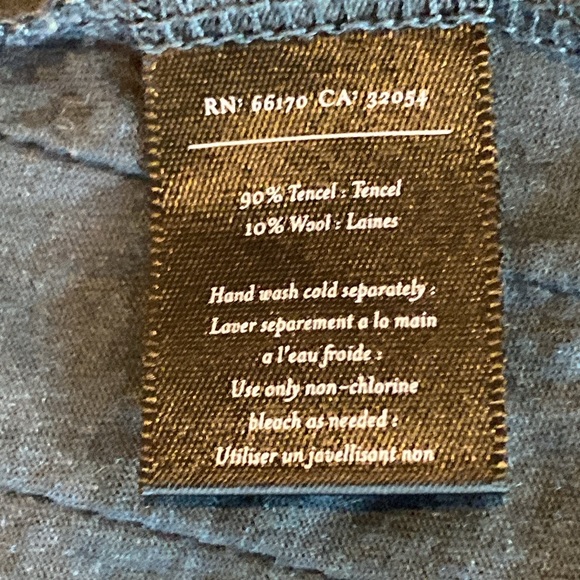 RN: 66170 CA: 32054
90% Tencel : Tencel
10% Wool : Laines
Hand wash cold separately :
Laver separement a la main
a l'eau froide :
Use only non-chlorine
bleach as needed :
Utiliser un javellisant non